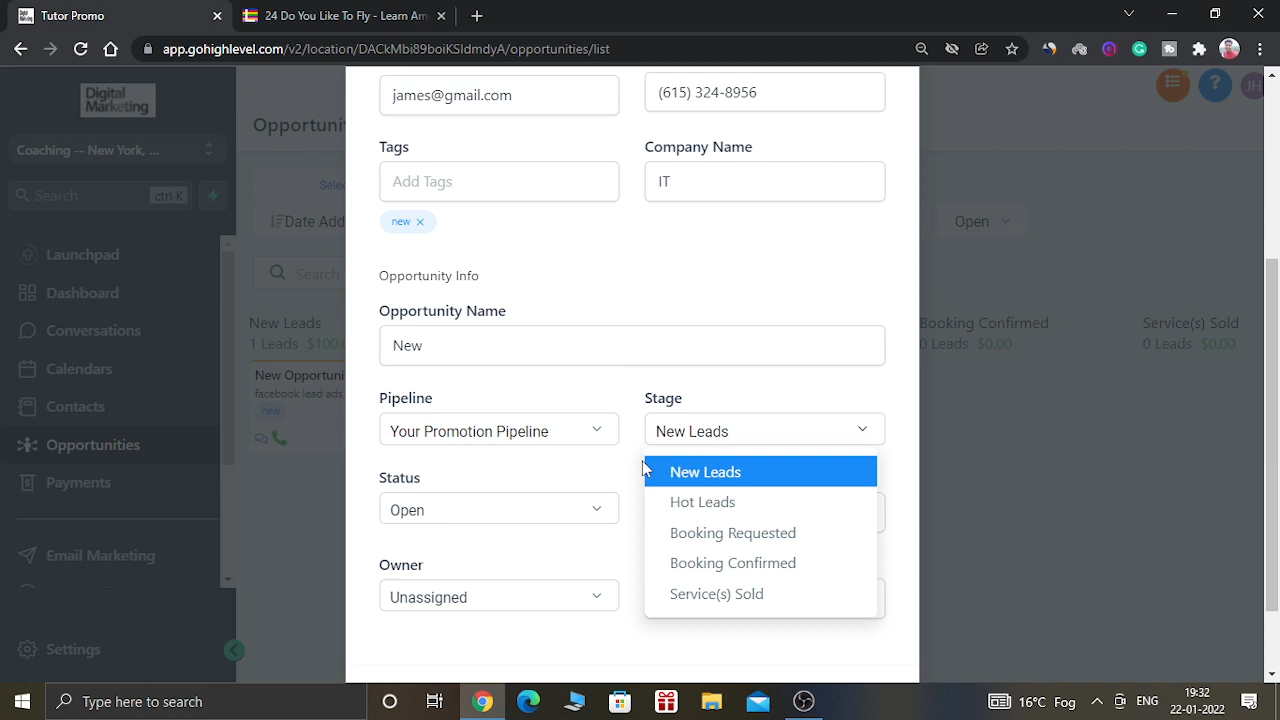 Tutor Promo
24 Do You Like To Fly - Learn Am
app.gohighlevel.com/v2/location/DACkMbi89boiKSIdmdyA/opportunities/list
Digital
Marketing
Coaching -- New York, ...
Search
ctrl K
Launchpad
Dashboard
Conversations
Calendars
Contacts
Opportunities
Payments
Email Marketing
Settings
Opportuni
?
JH
Selec
Date Add
Open
Search.
New Leads
1 Leads $100.
New Opportuni
facebook lead ads
new
Booking Confirmed
0 Leads $0.00
Service(s) Sold
0 Leads $0.00
james@gmail.com
(615) 324-8956
Tags
Company Name
Add Tags
IT
new ×
Opportunity Info
Opportunity Name
New
Pipeline
Stage
Your Promotion Pipeline
New Leads
New Leads
Hot Leads
Booking Requested
Booking Confirmed
Service(s) Sold
Status
Open
Owner
Unassigned
Type here to search
16°C Fog
ENG
19:32
22-01-2022